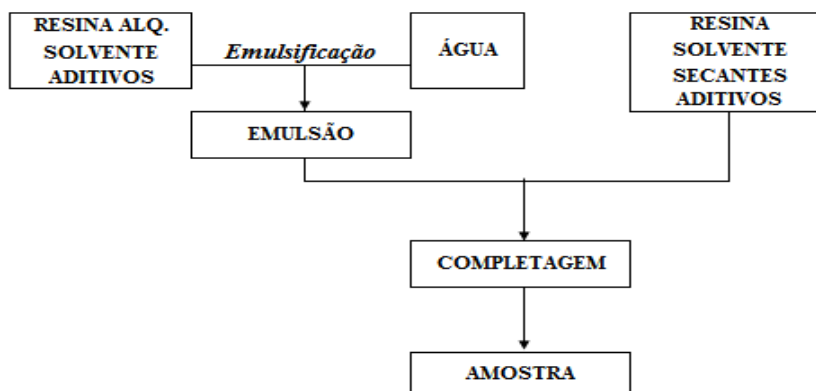 RESINA ALQ.
SOLVENTE
ADITIVOS
Emulsificação
ÁGUA
RESINA
SOLVENTE
SECANTES
ADITIVOS
EMULSÃO
COMPLETAGEM
AMOSTRA